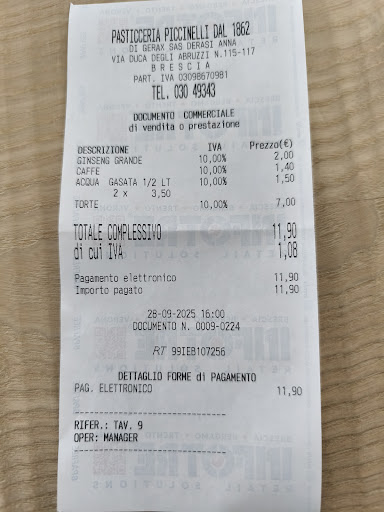 PASTICCERIA PICCINELLI DAL 1862
DI GERAX SAS DERASI ANNA
VIA DUCA DEGLI ABRUZZI N.115-117
BRESCIA
PART. IVA 03098670981
TEL. 030 49343
DOCUMENTO COMMERCIALE
di vendita o prestazione
DESCRIZIONE IVA Prezzo(€)
GINSENG GRANDE 10,00% 2,00
CAFFE 10,00% 1,40
ACQUA GASATA 1/2 LT 10,00% 1,50
2 x 3,50
TORTE 10,00% 7,00
TOTALE COMPLESSIVO 11,90
di cui IVA 1,08
Pagamento elettronico 11,90
Importo pagato 11,90
28-09-2025 16:00
DOCUMENTO N. 0009-0224
RT 99IEB107256
DETTAGLIO FORME di PAGAMENTO
PAG. ELETTRONICO 11,90
RIFER.: TAV. 9
OPER: MANAGER
INFOTRE
RETAIL SOLUTIONS